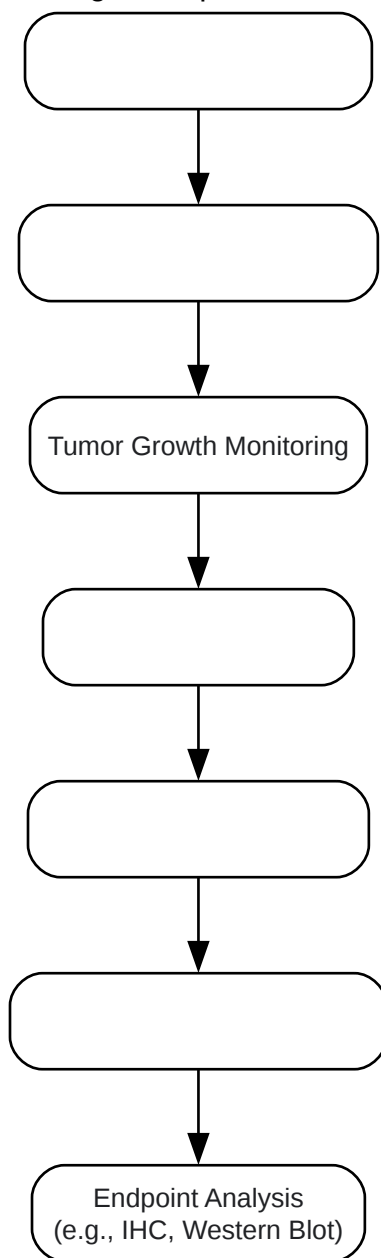 Tumor Growth Monitoring
Endpoint Analysis
(e.g., IHC, Western Blot)